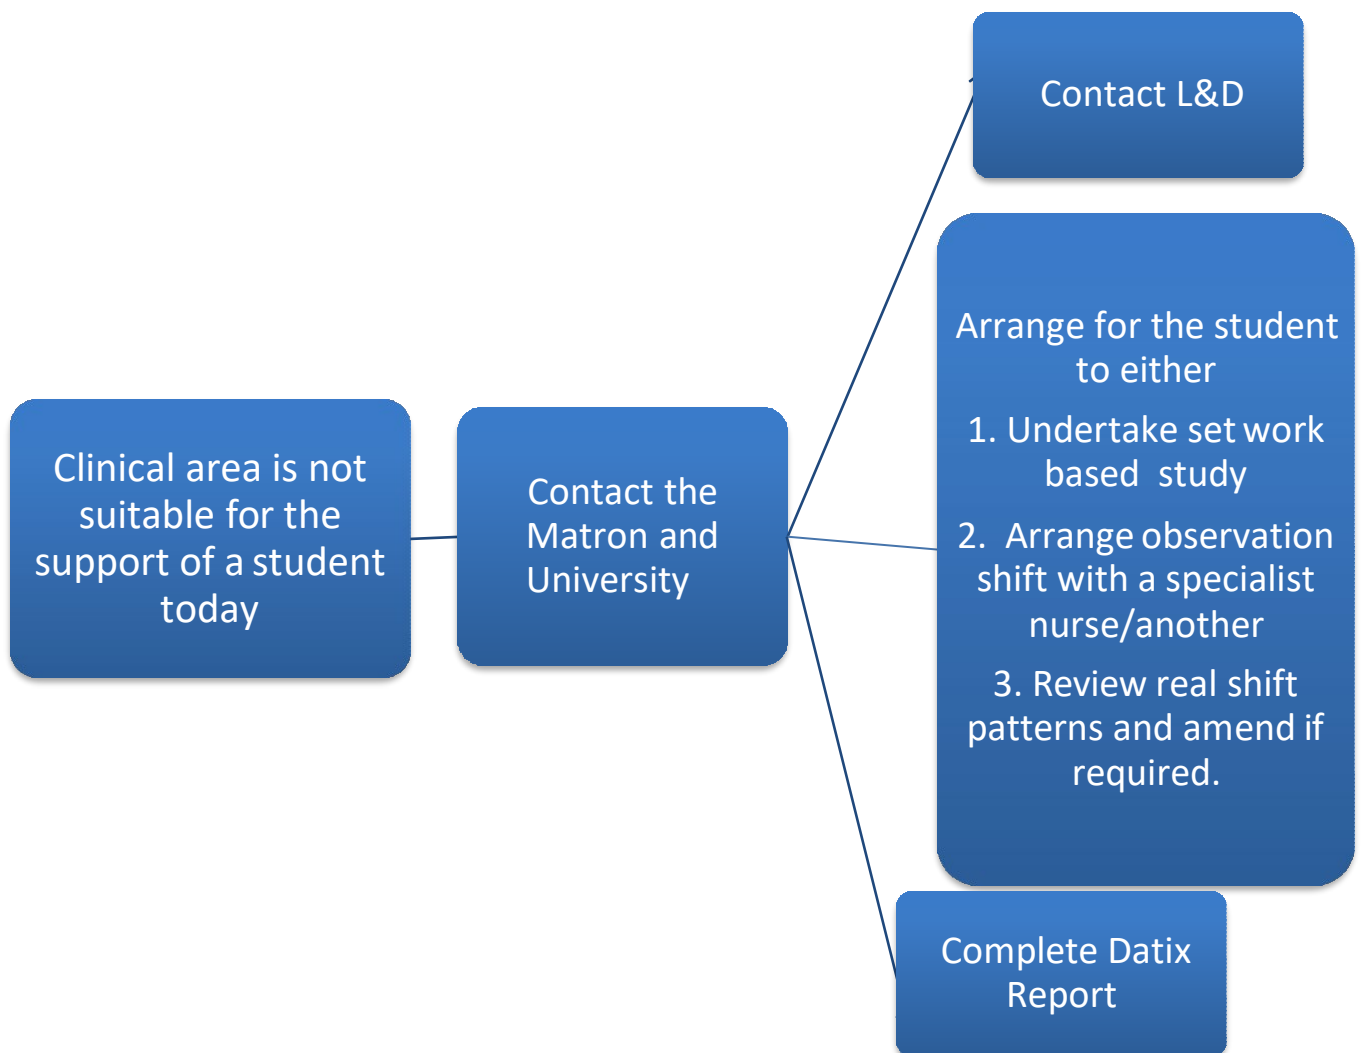 Clinical area is not
suitable for the
support of a student
today
Contact the
Matron and
University
Contact L&D
Arrange for the student
to either
1. Undertake set work
based study
2. Arrange observation
shift with a specialist
nurse/another
3. Review real shift
patterns and amend if
required.
Complete Datix
Report